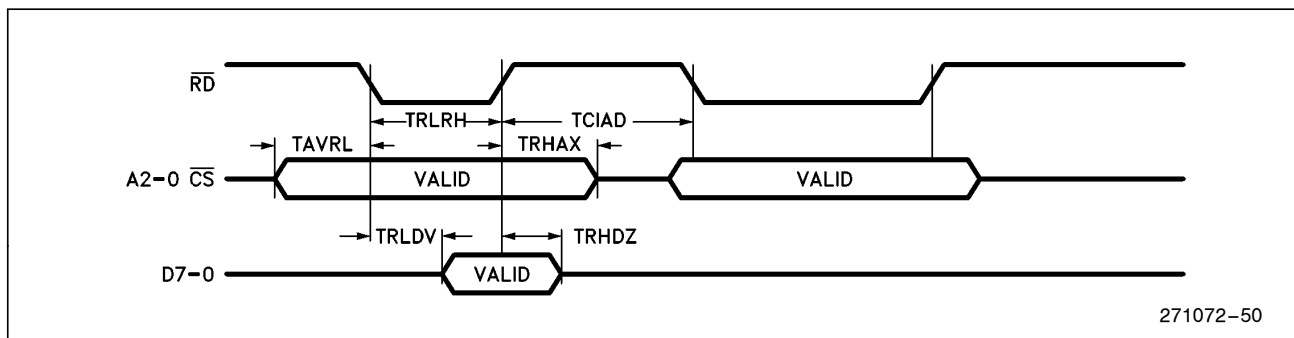 RD
TRLRH
TCIAD
TAVRL
TRHAX
A2-0 CS
VALID
VALID
TRLDV
TRHDZ
D7-0
VALID
271072-50